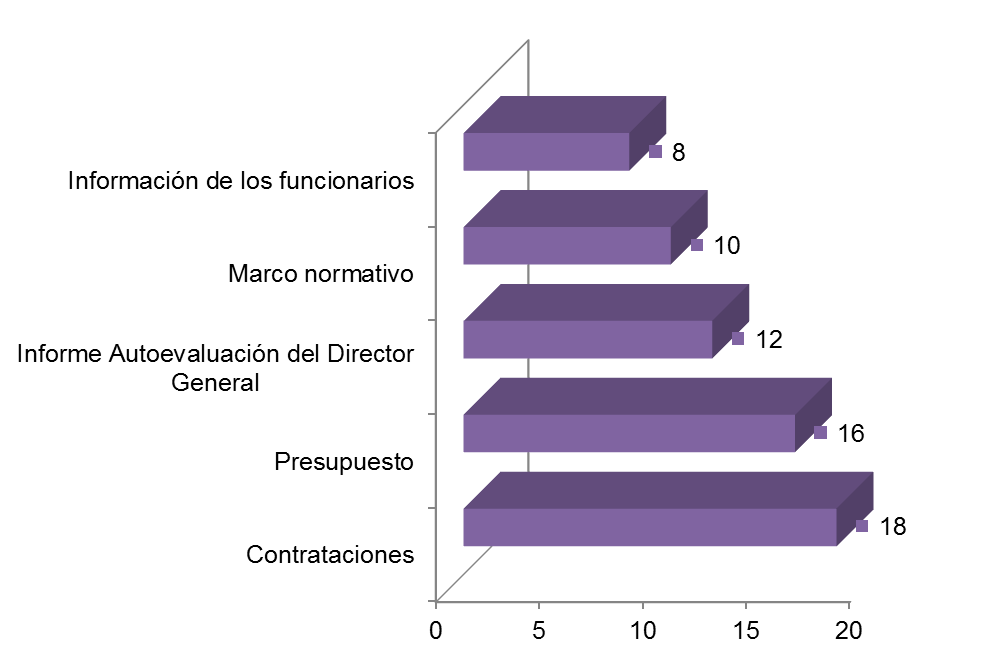 8
Información de los funcionarios
10
Marco normativo
12
Informe Autoevaluación del Director
General
16
Presupuesto
18
Contrataciones
0 5 10 15 20